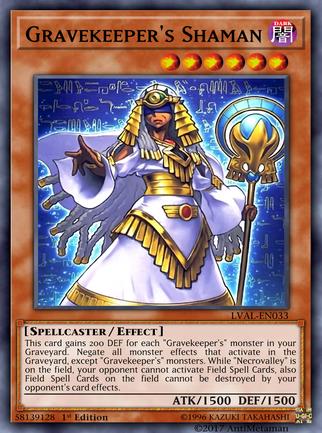 GRAVEKEEPER'S SHAMAN
DARK
闇
LVAL-EN033
[SPELLCASTER / EFFECT]
This card gains 200 DEF for each "Gravekeeper's" monster in your
Graveyard. Negate all monster effects that activate in the
Graveyard, except "Gravekeeper's" monsters. While "Necrovalley" is
on the field, your opponent cannot activate Field Spell Cards, also
Field Spell Cards on the field cannot be destroyed by your
opponent's card effects.
ATK/1500 DEF/1500
58139128 1st Edition ©1996 KAZUKI TAKAHASHI
©2017 AntiMetaman